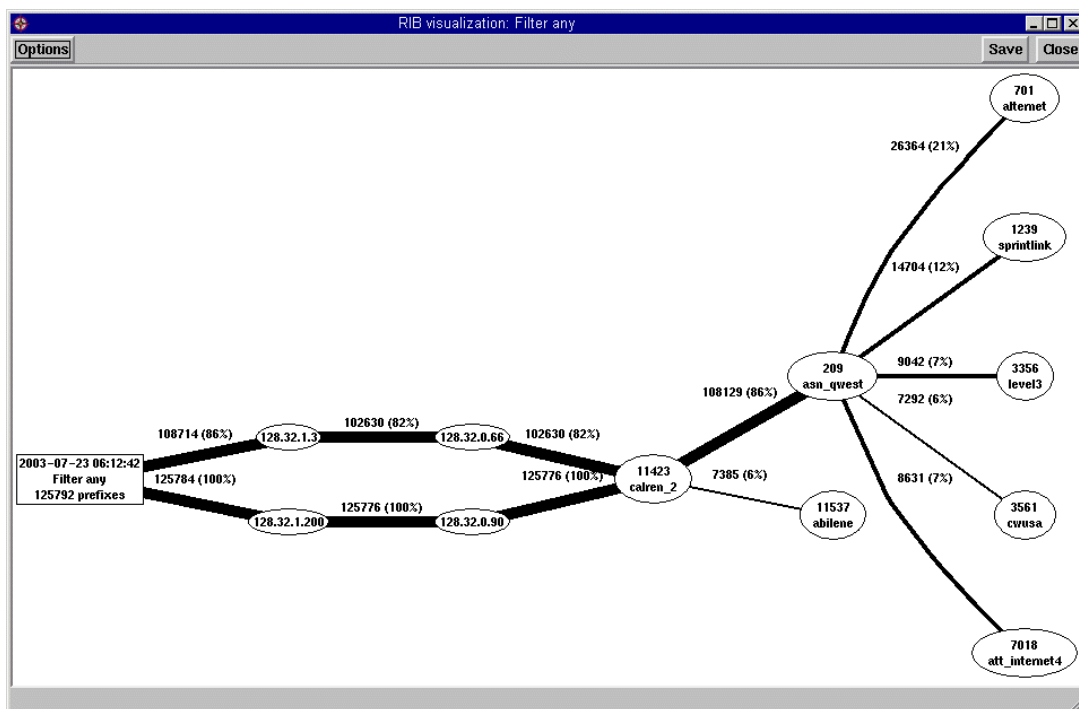 RIB visualization: Filter any
Options
Save
Close
701
alternet
26364 (21%)
1239
sprintlink
14704 (12%)
209
asn_qwest
9042 (7%)
3356
level3
7292 (6%)
108129 (86%)
108714 (86%)
128.32.1.3
102630 (82%)
128.32.0.66
102630 (82%)
2003-07-23 06:12:42
Filter any
125792 prefixes
125784 (100%)
125776 (100%)
11423
calren_2
7385 (6%)
8631 (7%)
128.32.1.200
125776 (100%)
128.32.0.90
11537
abilene
3561
cwusa
7018
att_internet4